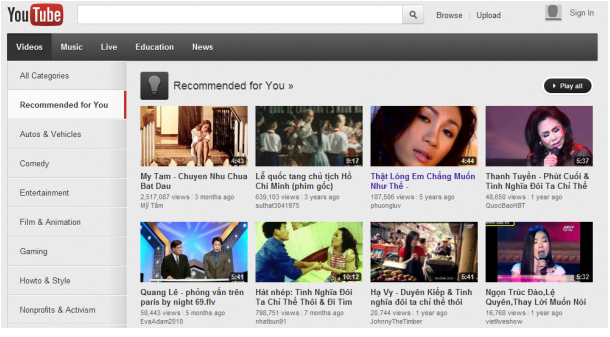 YouTube
Browse | Upload
Sign In
Videos Music Live Education News
All Categories
Recommended for You
Autos & Vehicles
Comedy
Entertainment
Film & Animation
Gaming
Howto & Style
Nonprofits & Activism
Recommended for You »
Play all
4:43
9:17
4:44
5:37
My Tam - Chuyen Nhu Chua Bat Dau
2,517,087 views | 3 months ago
Mỹ Tâm
Lễ quốc tang chủ tịch Hồ Chí Minh (phim gốc)
639,103 views | 3 years ago
suthat3041975
Thật Lòng Em Chẳng Muốn Như Thế -
187,506 views | 5 years ago
phuongluv
Thanh Tuyền - Phút Cuối & Tình Nghĩa Đôi Ta Chỉ Thế
48,650 views | 1 year ago
QuocBaoHBT
5:41
10:12
5:41
5:32
Quang Lê - phỏng vấn trên paris by night 69.flv
58,443 views | 5 months ago
EvaAdam2010
Hát nhép: Tình Nghĩa Đôi Ta Chỉ Thế Thôi & Đi Tìm
798,751 views | 7 months ago
nhatbun91
Hạ Vy - Duyên Kiếp & Tình nghĩa đôi ta chỉ thế thôi
20,744 views | 1 year ago
JohnnyTheTimber
Ngọn Trúc Đào,Lệ Quyên,Thay Lời Muốn Nói
16,768 views | 1 year ago
vietliveshow